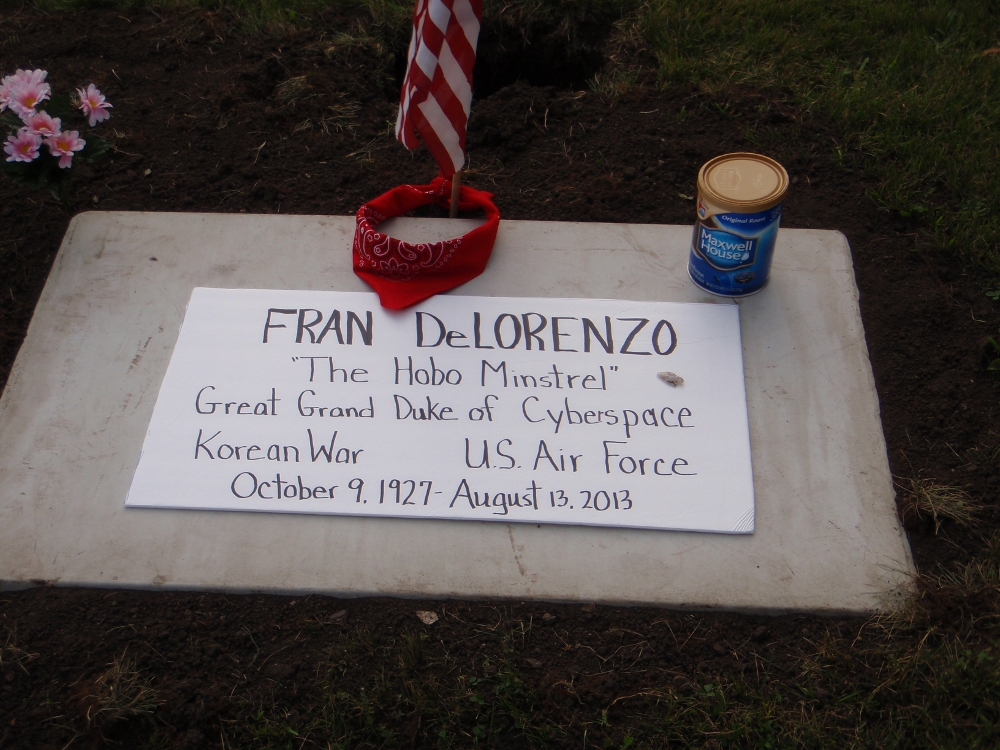 Original Roast
Maxwell
House
FRAN DeLORENZO
"The Hobo Minstrel"
Great Grand Duke of Cyberspace
Korean War U.S. Air Force
October 9, 1927- August 13, 2013